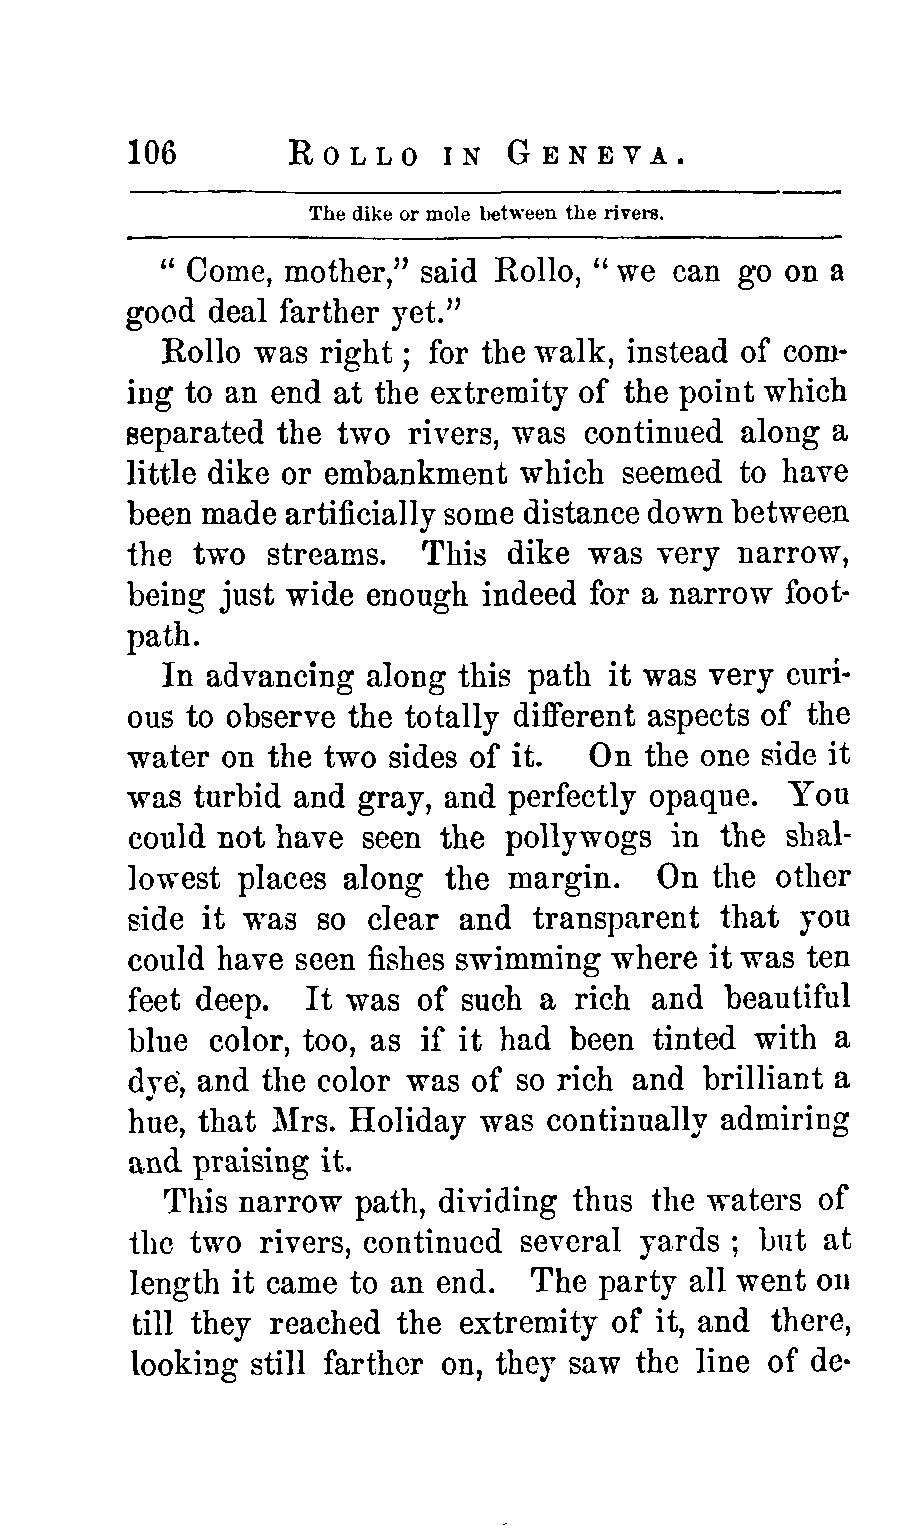 106 ROLLO IN GENEVA.
The dike or mole between the rivers.
“ Come, mother,” said Rollo, “ we can go on a
good deal farther yet.”
Rollo was right ; for the walk, instead of com-
ing to an end at the extremity of the point which
separated the two rivers, was continued along a
little dike or embankment which seemed to have
been made artificially some distance down between
the two streams. This dike was very narrow,
being just wide enough indeed for a narrow foot-
path.
In advancing along this path it was very curi-
ous to observe the totally different aspects of the
water on the two sides of it. On the one side it
was turbid and gray, and perfectly opaque. You
could not have seen the pollywogs in the shal-
lowest places along the margin. On the other
side it was so clear and transparent that you
could have seen fishes swimming where it was ten
feet deep. It was of such a rich and beautiful
blue color, too, as if it had been tinted with a
dye, and the color was of so rich and brilliant a
hue, that Mrs. Holiday was continually admiring
and praising it.
This narrow path, dividing thus the waters of
the two rivers, continued several yards ; but at
length it came to an end. The party all went on
till they reached the extremity of it, and there,
looking still farther on, they saw the line of de-